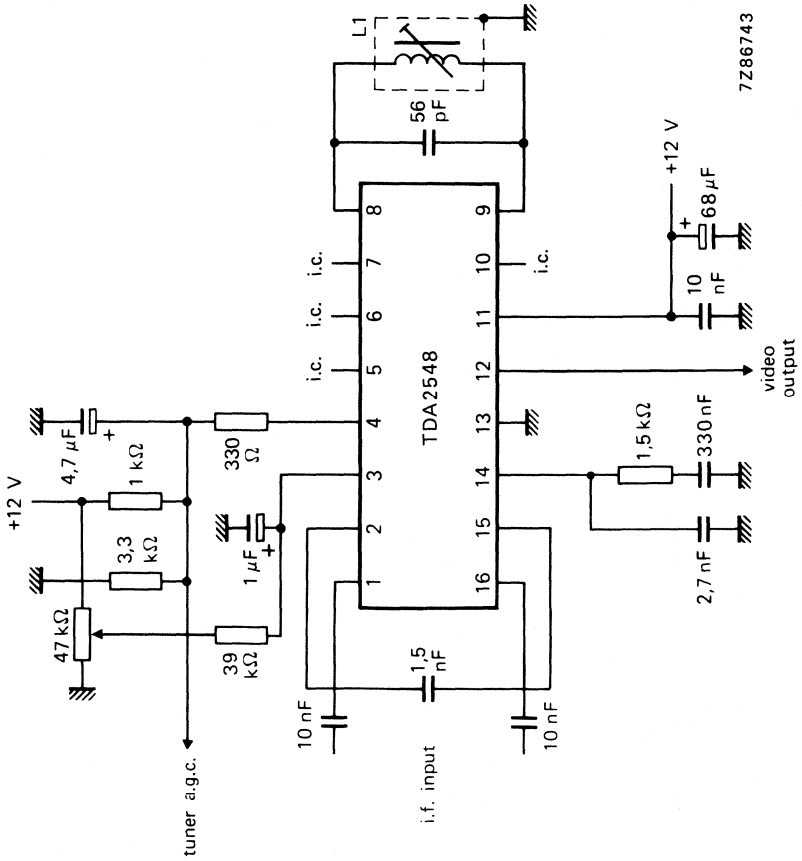 L1
56
pF
+12 V
4,7 μF
+
1 kΩ
3,3
kΩ
47 kΩ
330
Ω
1 μF
+
39
kΩ
tuner a.g.c.
i.c.
i.c.
i.c.
8
7
6
5
4
3
2
1
TDA2548
9
10
11
12
13
14
15
16
i.c.
10 nF
1,5
nF
10 nF
i.f. input
+12 V
+
68 μF
10
nF
video
output
1,5 kΩ
330 nF
2,7 nF
7Z86743